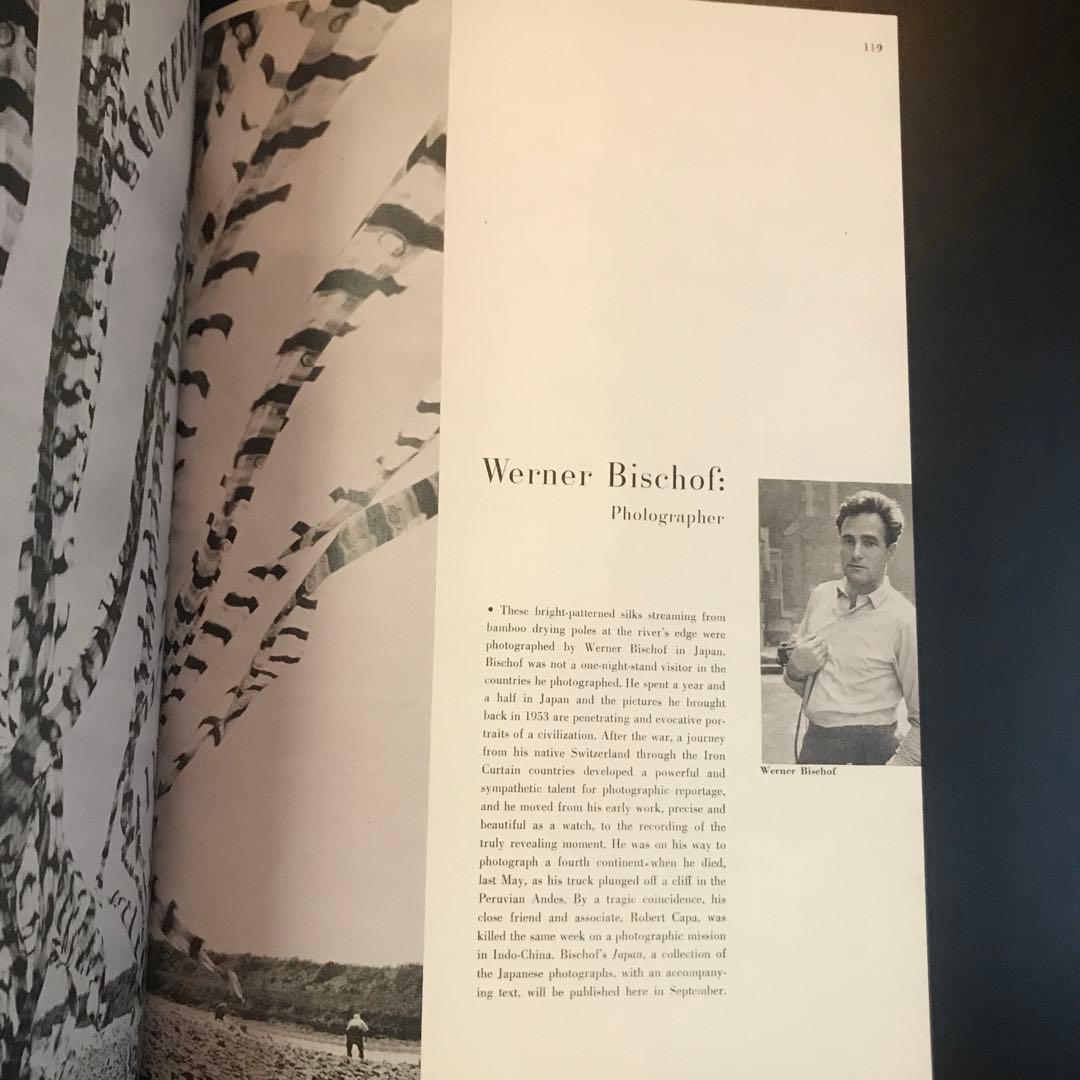 119
Werner Bischof:
Photographer
• These bright-patterned silks streaming from
bamboo drying poles at the river's edge were
photographed by Werner Bischof in Japan.
Bischof was not a one-night-stand visitor in the
countries he photographed. He spent a year and
a half in Japan and the pictures he brought
back in 1953 are penetrating and evocative por-
traits of a civilization. After the war, a journey
from his native Switzerland through the Iron
Curtain countries developed a powerful and
sympathetic talent for photographic reportage,
and he moved from his early work, precise and
beautiful as a watch, to the recording of the
truly revealing moment. He was on his way to
photograph a fourth continent when he died,
last May, as his truck plunged off a cliff in the
Peruvian Andes. By a tragic coincidence, his
close friend and associate, Robert Capa, was
killed the same week on a photographic mission
in Indo-China. Bischof's Japan, a collection of
the Japanese photographs, with an accompany-
ing text, will be published here in September.
Werner Bischof